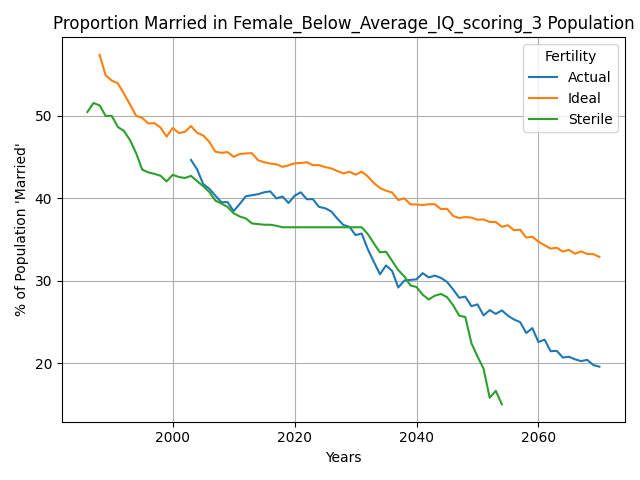 Proportion Married in Female_Below_Average_IQ_scoring_3 Population
Fertility
Actual
Ideal
Sterile
% of Population 'Married'
50
40
30
20
2000
2020
2040
2060
Years